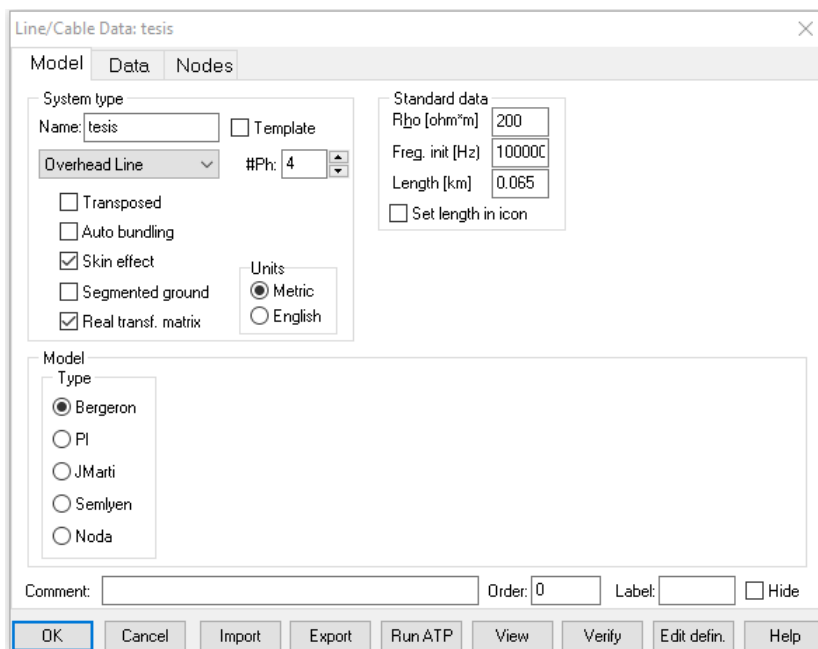 Line/Cable Data: tesis
Model Data Nodes
System type
Name: tesis Template
Overhead Line #Ph: 4
Transposed
Auto bundling
Skin effect
Segmented ground
Real transf. matrix
Units
Metric
English
Standard data
Rho [ohm*m] 200
Freq. init [Hz] 
Length [km] 0.065
Set length in icon
Model
Type
Bergeron
PI
JMarti
Semlyen
Noda
Comment: Order: 0 Label: Hide
OK Cancel Import Export Run ATP View Verify Edit defin. Help